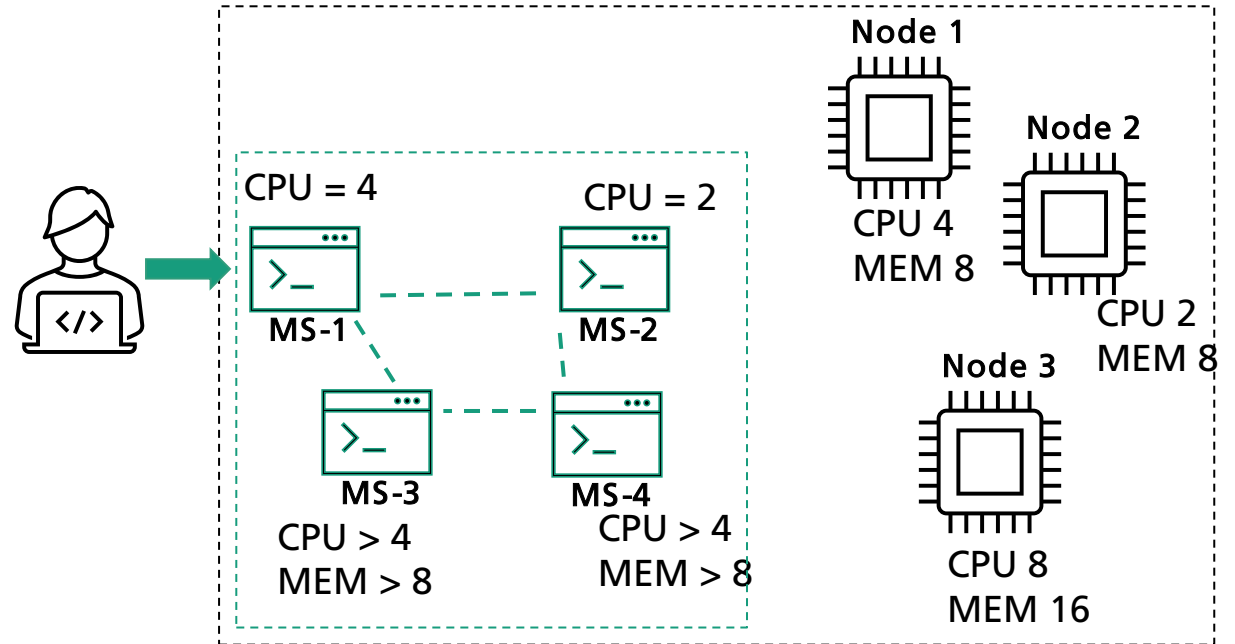 Node 1
CPU 4
MEM 8
Node 2
CPU 2
MEM 8
Node 3
CPU 8
MEM 16
CPU = 4
>_
MS-1
CPU = 2
>_
MS-2
</>
>_
MS-3
CPU > 4
MEM > 8
>_
MS-4
CPU > 4
MEM > 8